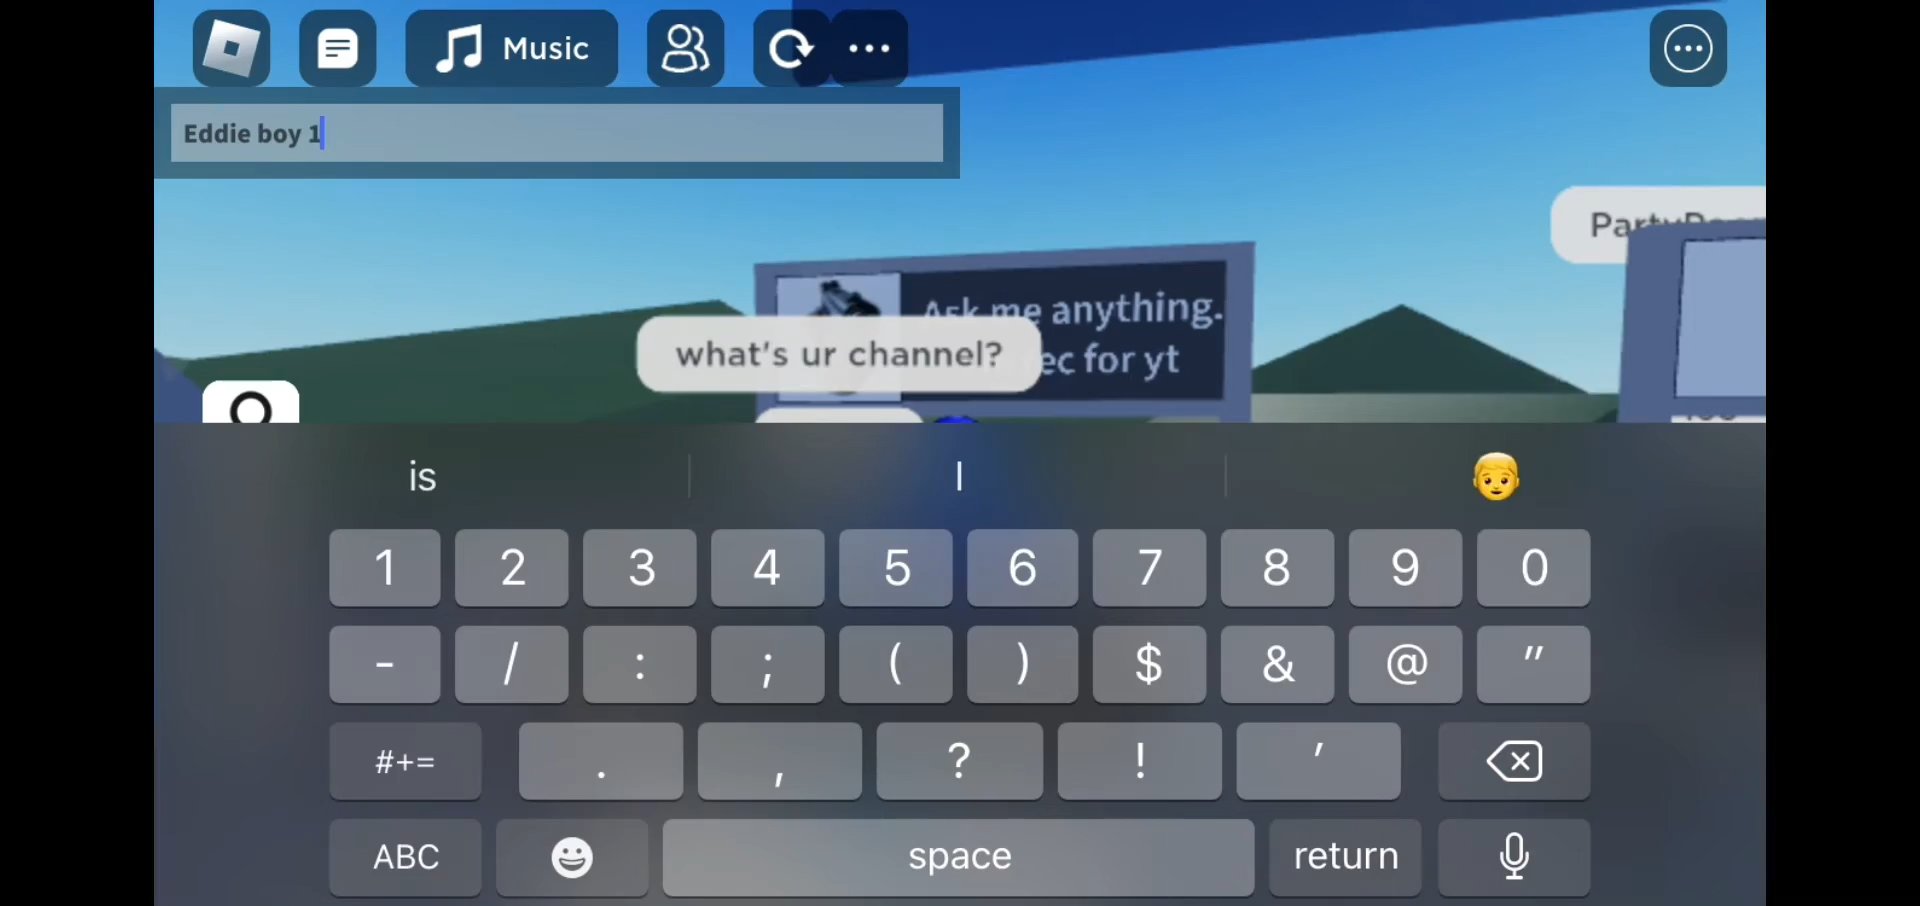 Music
Eddie boy 1
Ask me anything.
what's ur channel?
for yt
is
I
1 2 3 4 5 6 7 8 9 0
- / : ; ( ) $ & @ "
#+= . , ? ! '
ABC space return